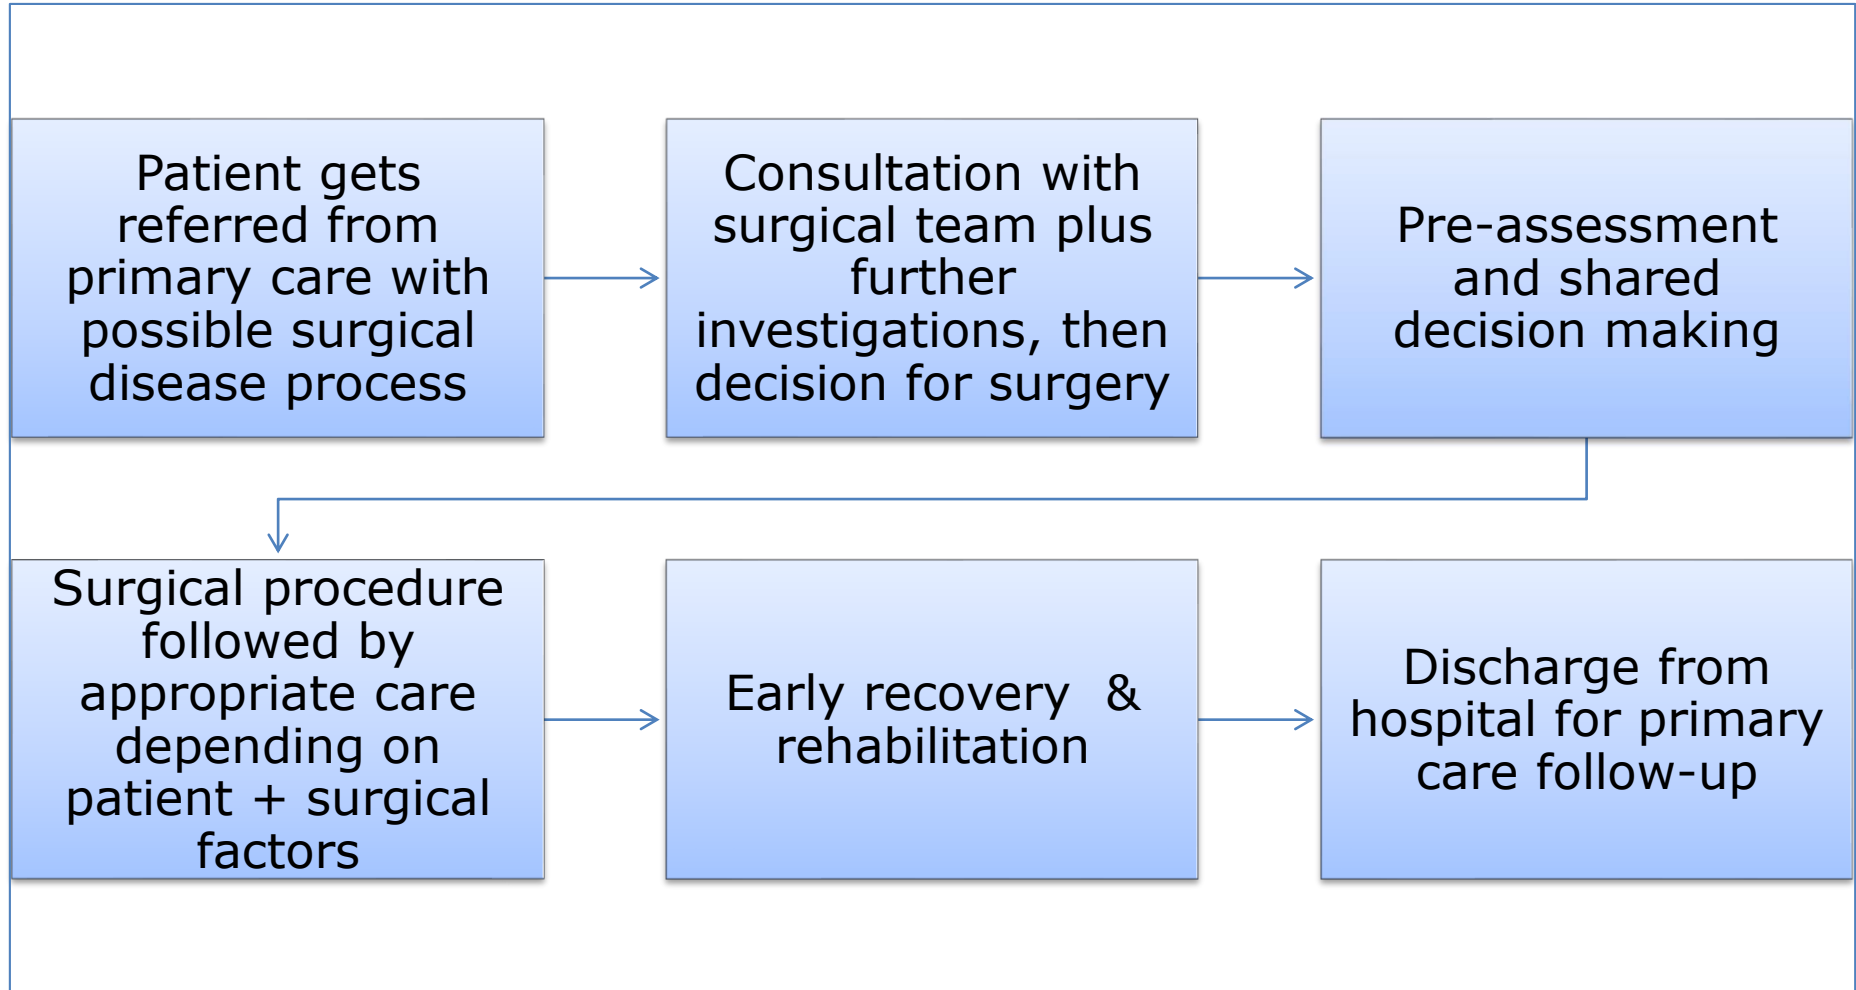 Patient gets
referred from
primary care with
possible surgical
disease process
Consultation with
surgical team plus
further
investigations, then
decision for surgery
Pre-assessment
and shared
decision making
Surgical procedure
followed by
appropriate care
depending on
patient + surgical
factors
Early recovery  &
rehabilitation
Discharge from
hospital for primary
care follow-up